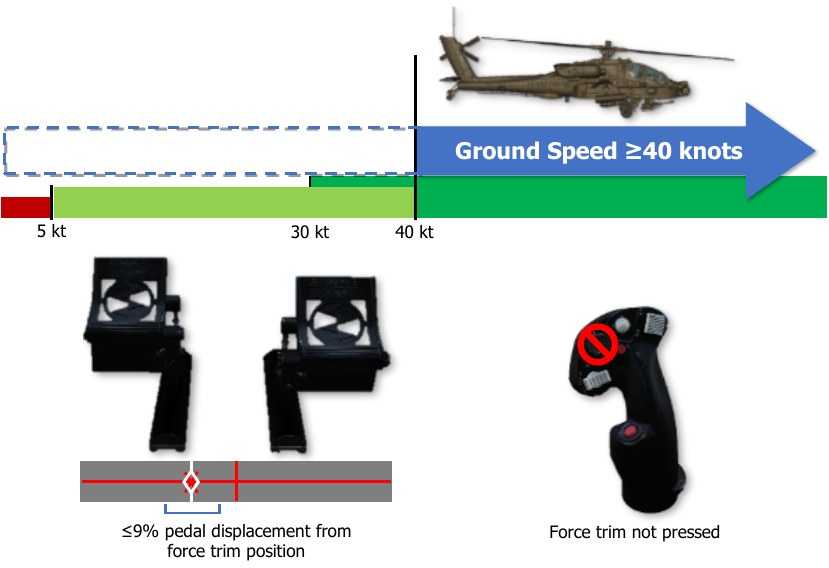 Ground Speed ≥40 knots
5 kt
30 kt
40 kt
≤9% pedal displacement from
force trim position
Force trim not pressed